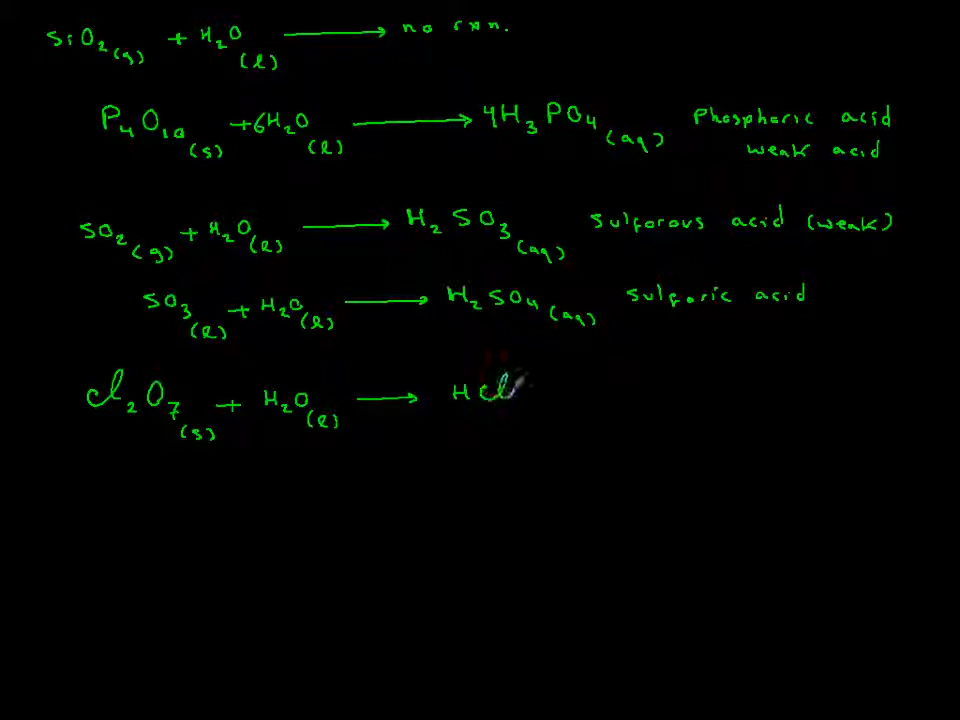 SiO₂(g) + H₂O(l) → no rxn.
P₄O₁₀(s) + 6H₂O(l) → 4H₃PO₄(aq) Phosphoric acid
weak acid
SO₂(g) + H₂O(l) → H₂SO₃(aq) Sulforous acid (weak)
SO₃(l) + H₂O(l) → H₂SO₄(aq) Sulforic acid
Cl₂O₇(s) + H₂O(l) → HCl